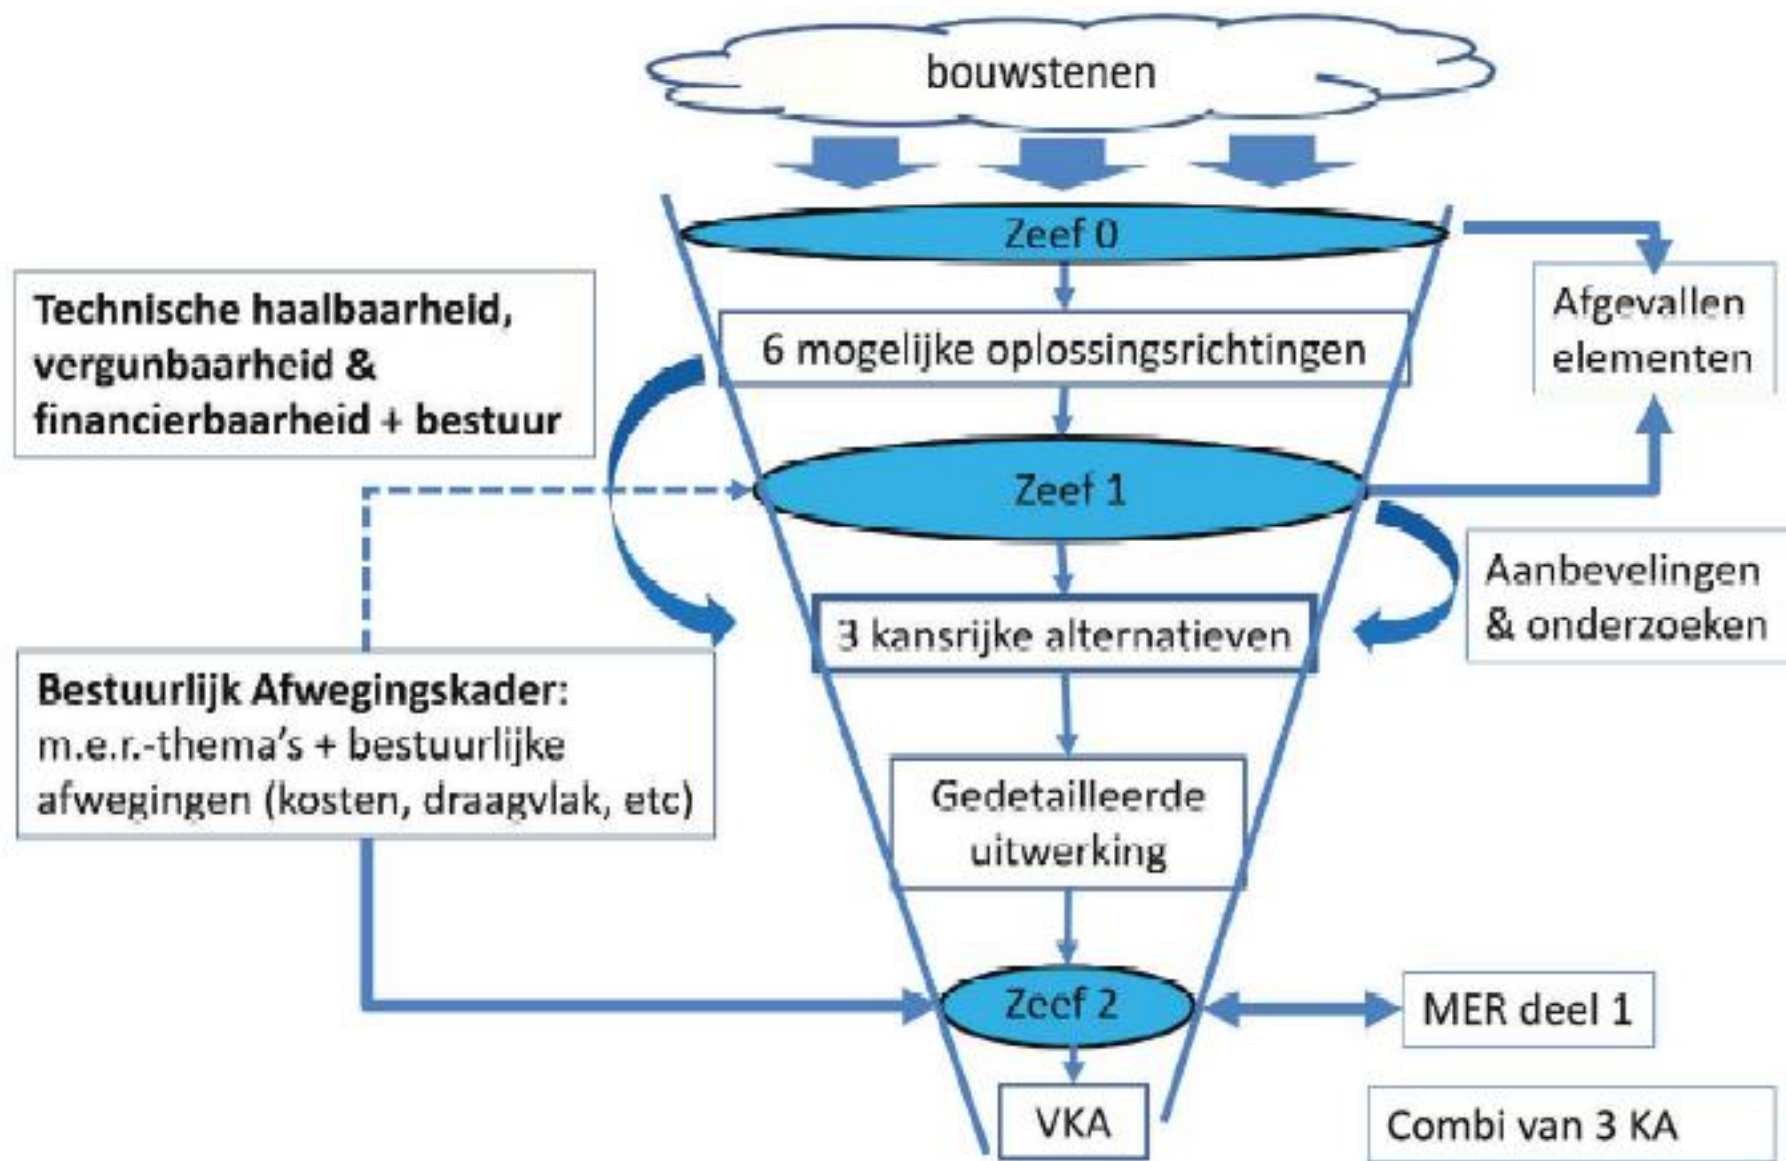 bouwstenen
Zeef 0
Technische haalbaarheid,
vergunbaarheid &
financierbaarheid + bestuur
6 mogelijke oplossingsrichtingen
Afgevallen
elementen
Zeef 1
Aanbevelingen
& onderzoeken
3 kansrijke alternatieven
Bestuurlijk Afwegingskader:
m.e.r.-thema's + bestuurlijke
afwegingen (kosten, draagvlak, etc)
Gedetailleerde
uitwerking
Zeef 2
MER deel 1
VKA
Combi van 3 KA